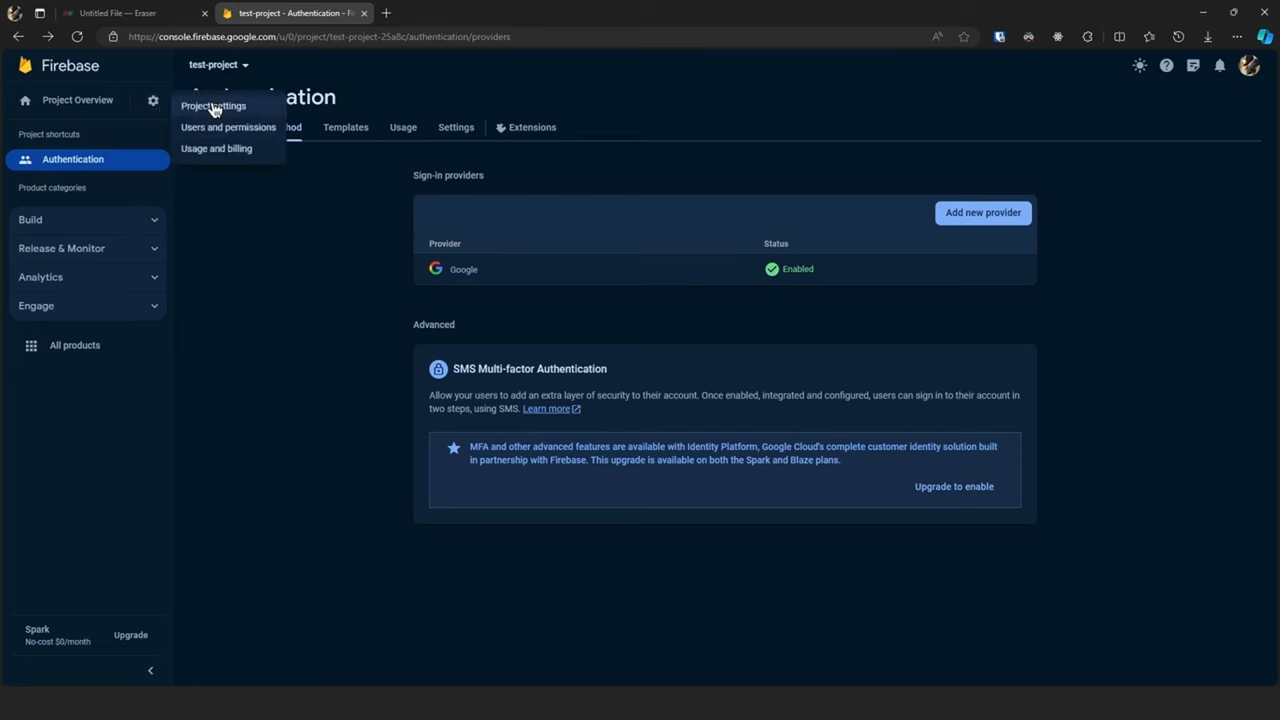 Untitled File — Eraser
test-project - Authentication - Fi
https://console.firebase.google.com/u/0/project/test-project-25a8c/authentication/providers
Firebase
test-project
Project Overview
Project shortcuts
Authentication
Product categories
Build
Release & Monitor
Analytics
Engage
All products
Spark
No-cost $0/month
Upgrade
Project settings
Users and permissions
Usage and billing
Templates
Usage
Settings
Extensions
Sign-in providers
Add new provider
Provider
Status
Google
Enabled
Advanced
SMS Multi-factor Authentication
Allow your users to add an extra layer of security to their account. Once enabled, integrated and configured, users can sign in to their account in
two steps, using SMS. Learn more
MFA and other advanced features are available with Identity Platform, Google Cloud's complete customer identity solution built
in partnership with Firebase. This upgrade is available on both the Spark and Blaze plans.
Upgrade to enable